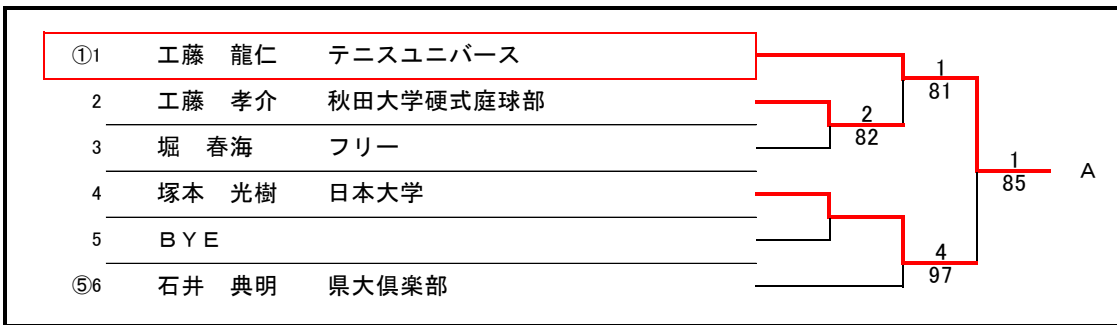 ①1 工藤 龍仁 テニスユニバース
2 工藤 孝介 秋田大学硬式庭球部
3 堀 春海 フリー
4 塚本 光樹 日本大学
5 BYE
⑤6 石井 典明 県大倶楽部
2
82
1
81
4
97
1
85
A